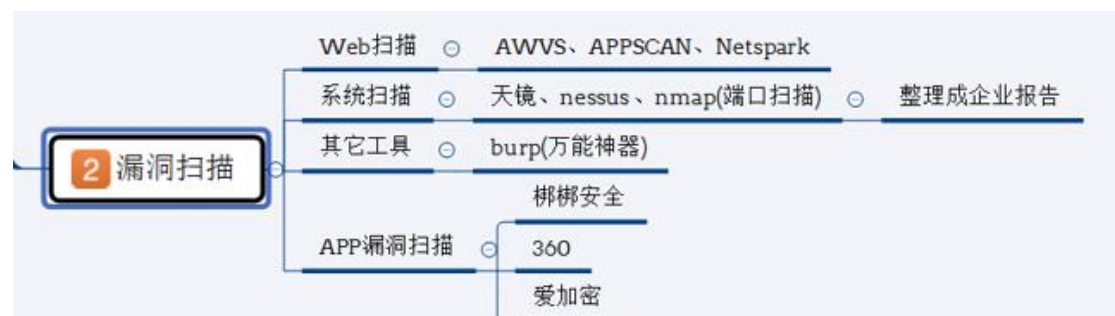 2 漏洞扫描
Web扫描
AWVS、APPSCAN、Netspark
系统扫描
天镜、nessus、nmap(端口扫描)
整理成企业报告
其它工具
burp(万能神器)
APP漏洞扫描
梆梆安全
360
爱加密